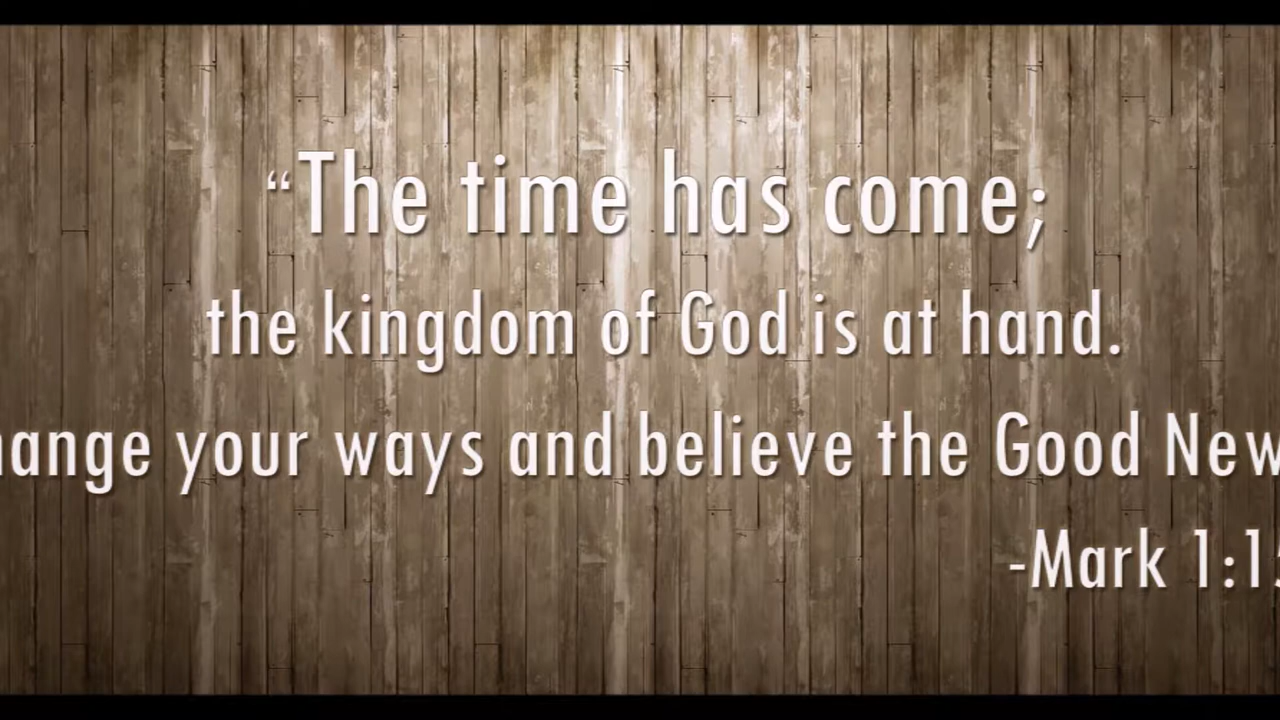 “The time has come;
the kingdom of God is at hand.
hange your ways and believe the Good New
-Mark 1:15